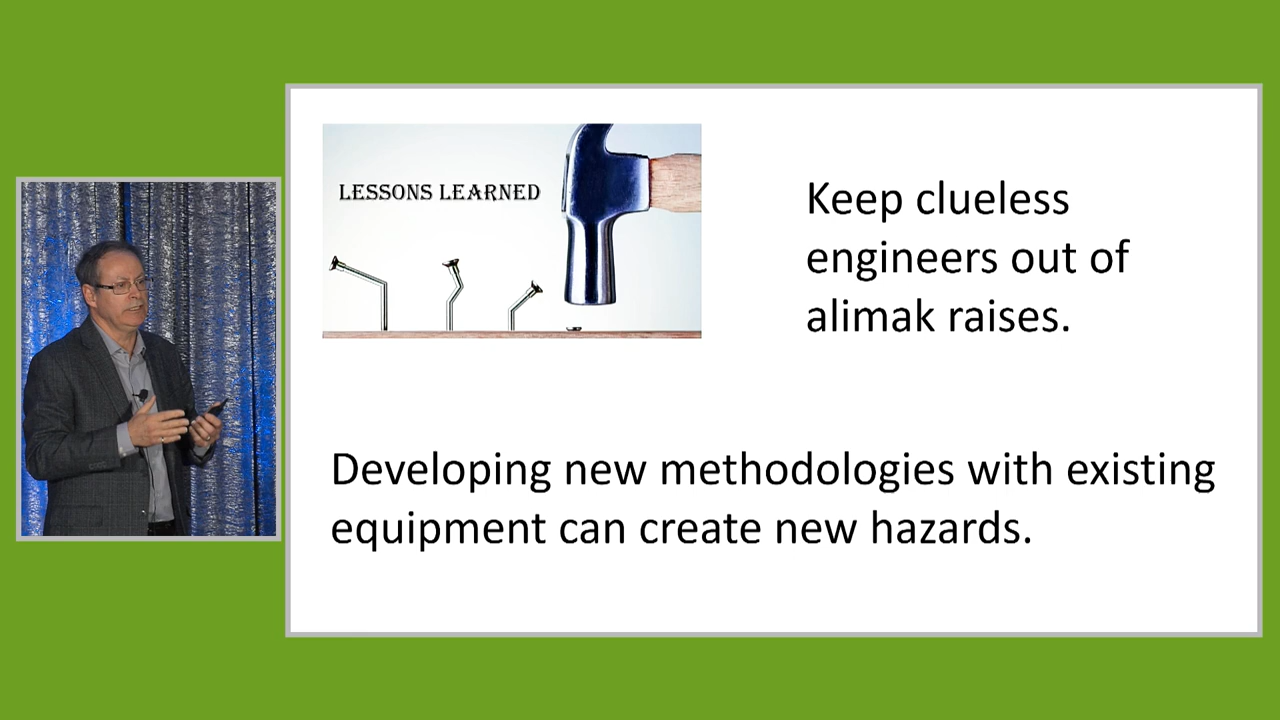 LESSONS LEARNED
Keep clueless
engineers out of
alimak raises.
Developing new methodologies with existing
equipment can create new hazards.